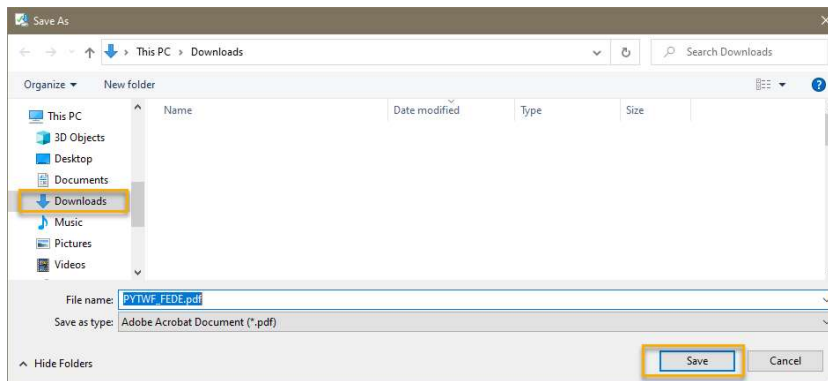 Save As
This PC > Downloads
Search Downloads
Organize
New folder
Name Date modified Type Size
This PC
3D Objects
Desktop
Documents
Downloads
Music
Pictures
Videos
File name: PYTWF_FEDE.pdf
Save as type: Adobe Acrobat Document (*.pdf)
Hide Folders
Save Cancel